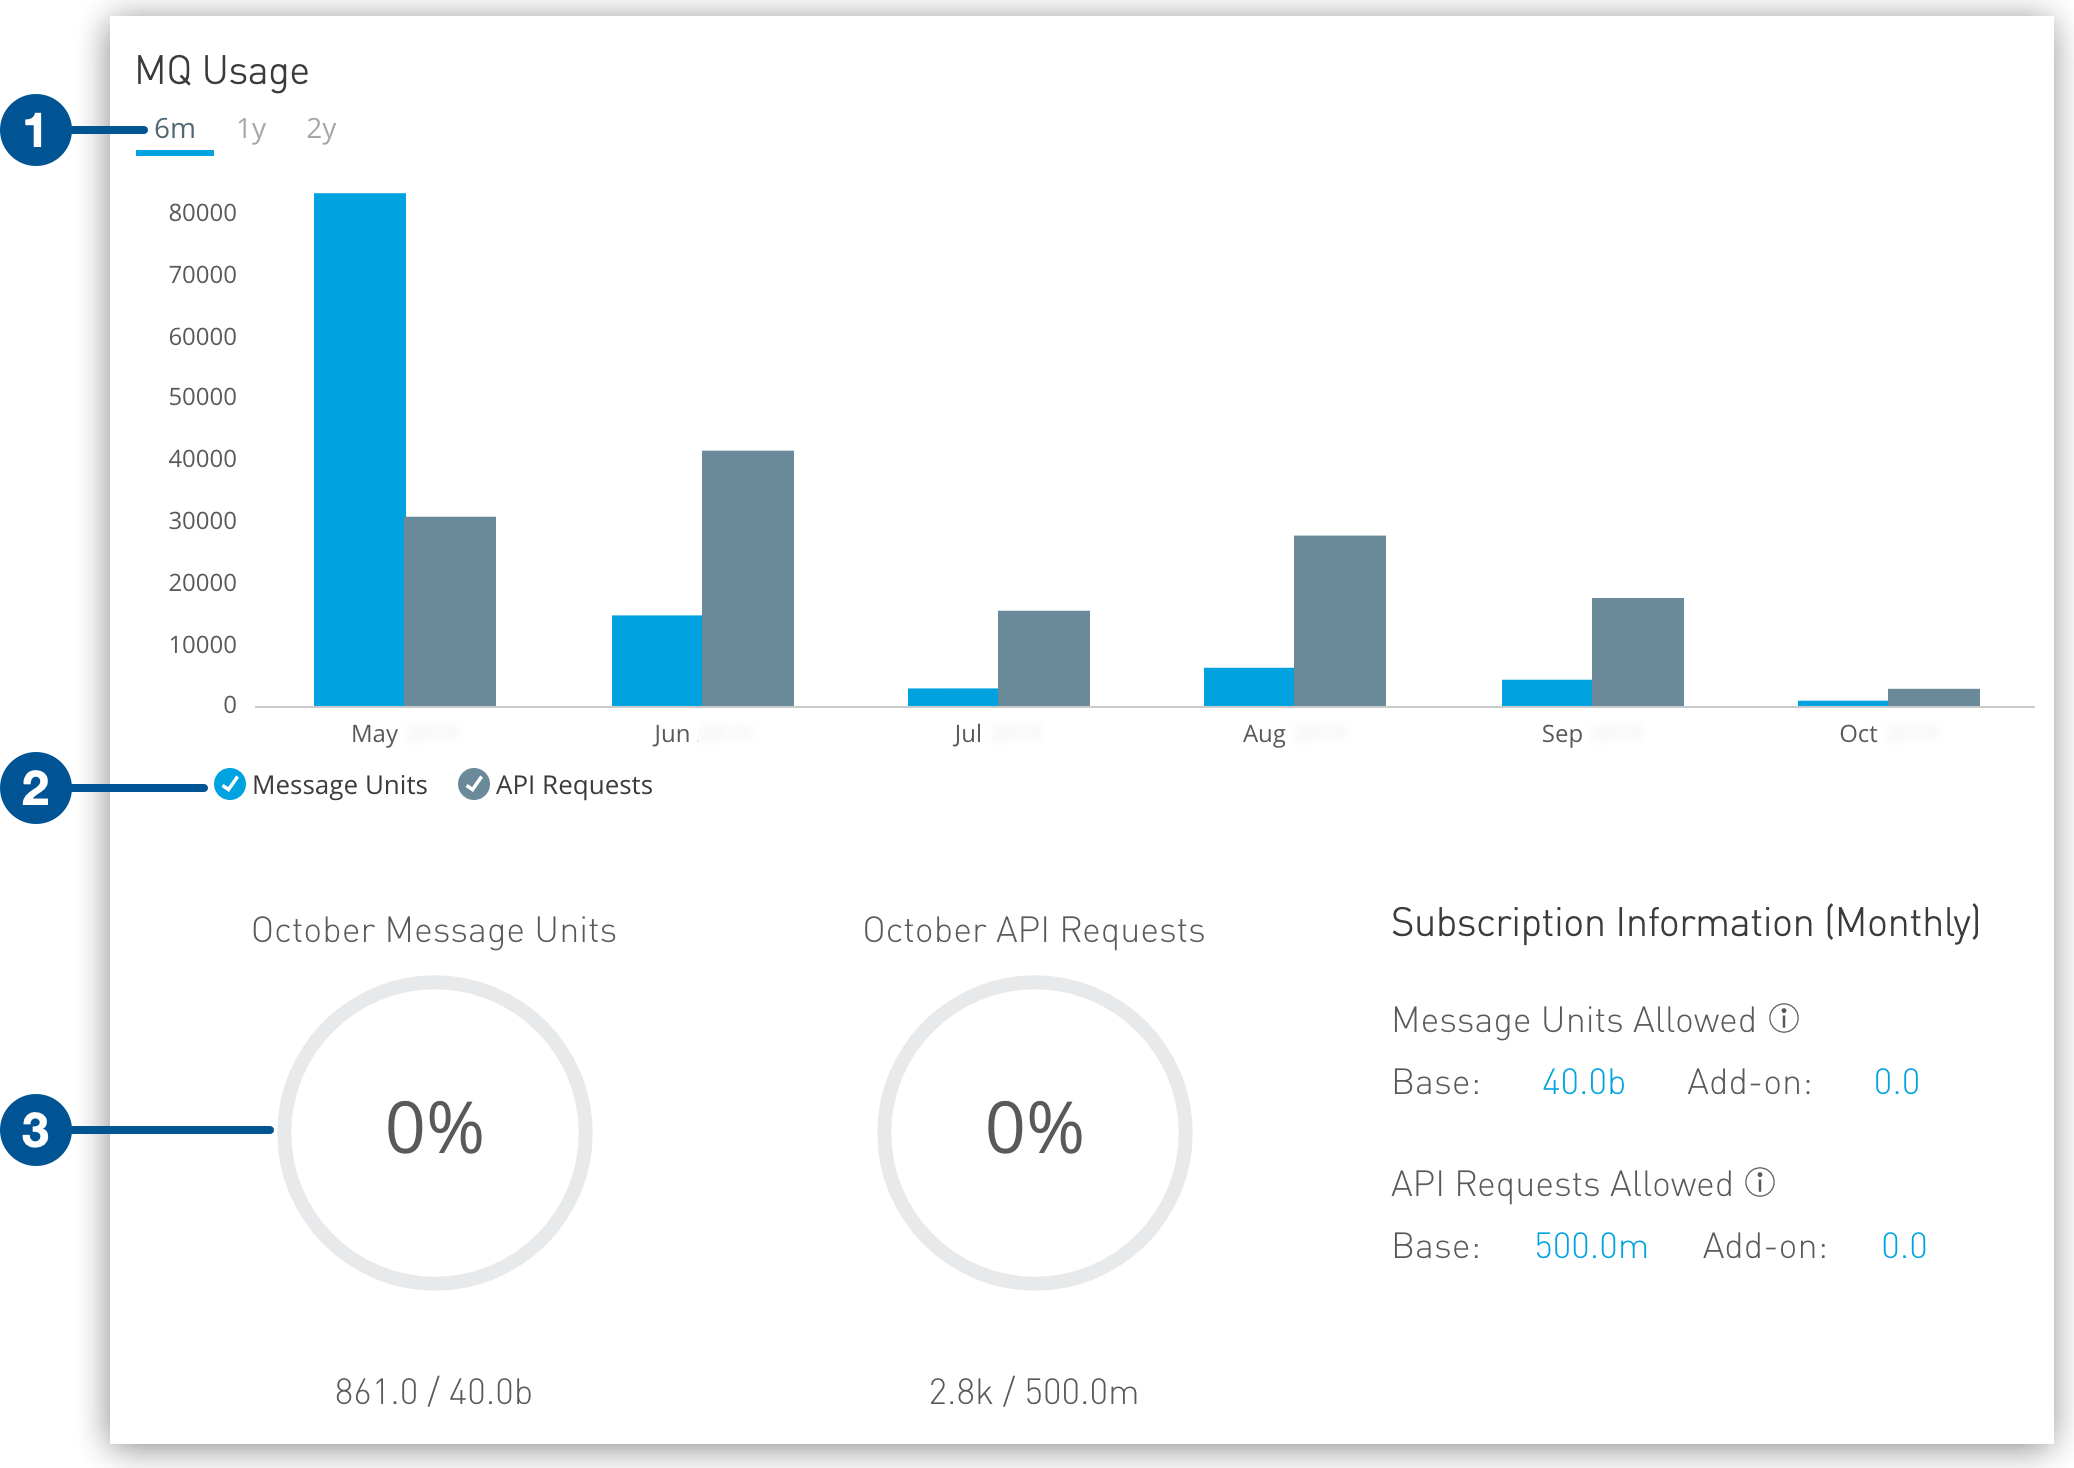 MQ Usage
1
6m 1y 2y
80000
70000
60000
50000
40000
30000
20000
10000
0
May Jun Jul Aug Sep Oct
2
Message Units API Requests
October Message Units
October API Requests
Subscription Information (Monthly)
Message Units Allowed
Base: 40.0b Add-on: 0.0
3
0%
0%
API Requests Allowed
Base: 500.0m Add-on: 0.0
861.0 / 40.0b
2.8k / 500.0m